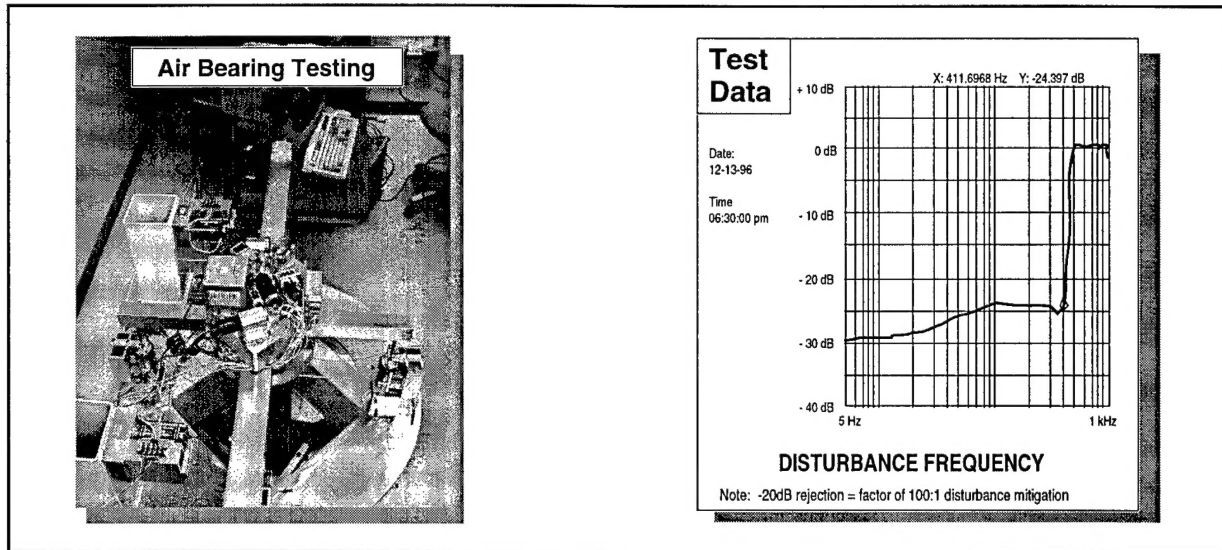 Air Bearing Testing
Test
Data
X: 411.6968 Hz Y: -24.397 dB
+ 10 dB
0 dB
- 10 dB
- 20 dB
- 30 dB
- 40 dB
Date:
12-13-96
Time
06:30:00 pm
5 Hz
1 kHz
DISTURBANCE FREQUENCY
Note: -20dB rejection = factor of 100:1 disturbance mitigation